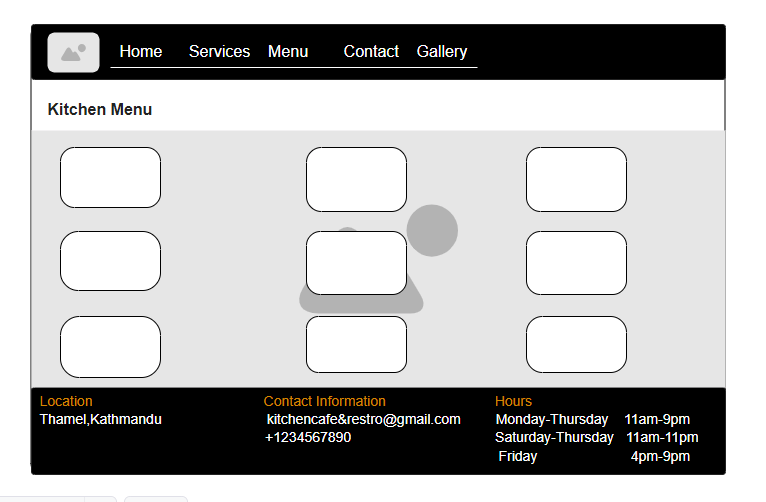 Home Services Menu Contact Gallery
Kitchen Menu
Location
Thamel,Kathmandu
Contact Information
kitchencafe&restro@gmail.com
+1234567890
Hours
Monday-Thursday 11am-9pm
Saturday-Thursday 11am-11pm
Friday 4pm-9pm